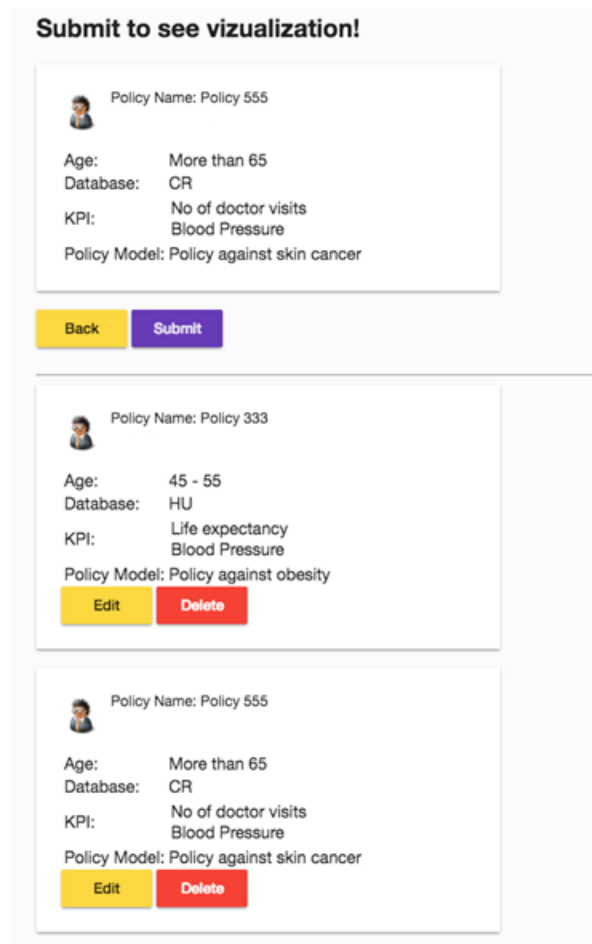 Submit to see vizualization!
Policy Name: Policy 555
Age: More than 65
Database: CR
KPI: No of doctor visits
Blood Pressure
Policy Model: Policy against skin cancer
Back Submit
Policy Name: Policy 333
Age: 45 - 55
Database: HU
KPI: Life expectancy
Blood Pressure
Policy Model: Policy against obesity
Edit Delete
Policy Name: Policy 555
Age: More than 65
Database: CR
KPI: No of doctor visits
Blood Pressure
Policy Model: Policy against skin cancer
Edit Delete